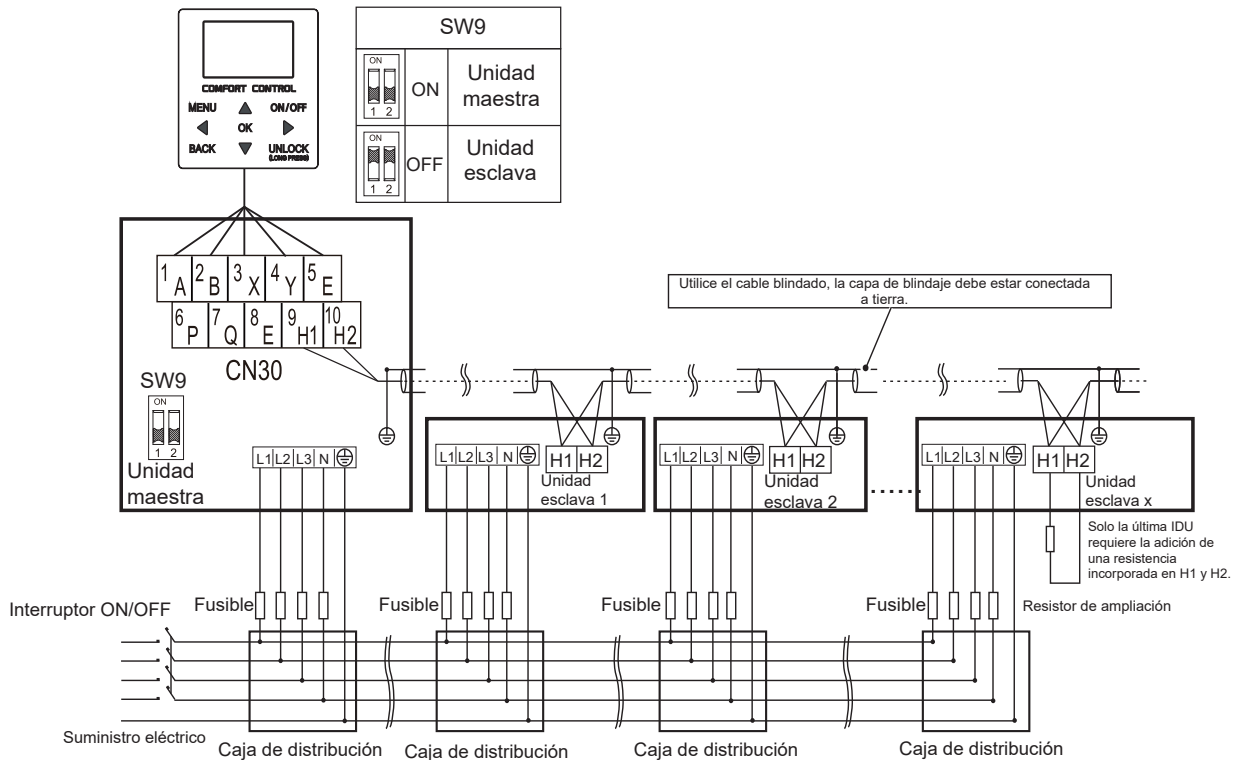 COMFORT CONTROL
MENU
ON/OFF
OK
BACK
UNLOCK
(LONG PRESS)
SW9
ON
1 2
ON
Unidad
maestra
ON
1 2
OFF
Unidad
esclava
1 A
2 B
3 X
4 Y
5 E
6 P
7 Q
8 E
9 H1
10 H2
CN30
SW9
ON
1 2
Unidad
maestra
L1 L2 L3 N
Utilice el cable blindado, la capa de blindaje debe estar conectada
a tierra.
L1 L2 L3 N
H1 H2
Unidad
esclava 1
L1 L2 L3 N
H1 H2
Unidad
esclava 2
L1 L2 L3 N
H1 H2
Unidad
esclava x
Solo la última IDU
requiere la adición de
una resistencia
incorporada en H1 y H2.
Resistor de ampliación
Interruptor ON/OFF
Fusible
Fusible
Fusible
Fusible
Suministro eléctrico
Caja de distribución
Caja de distribución
Caja de distribución
Caja de distribución